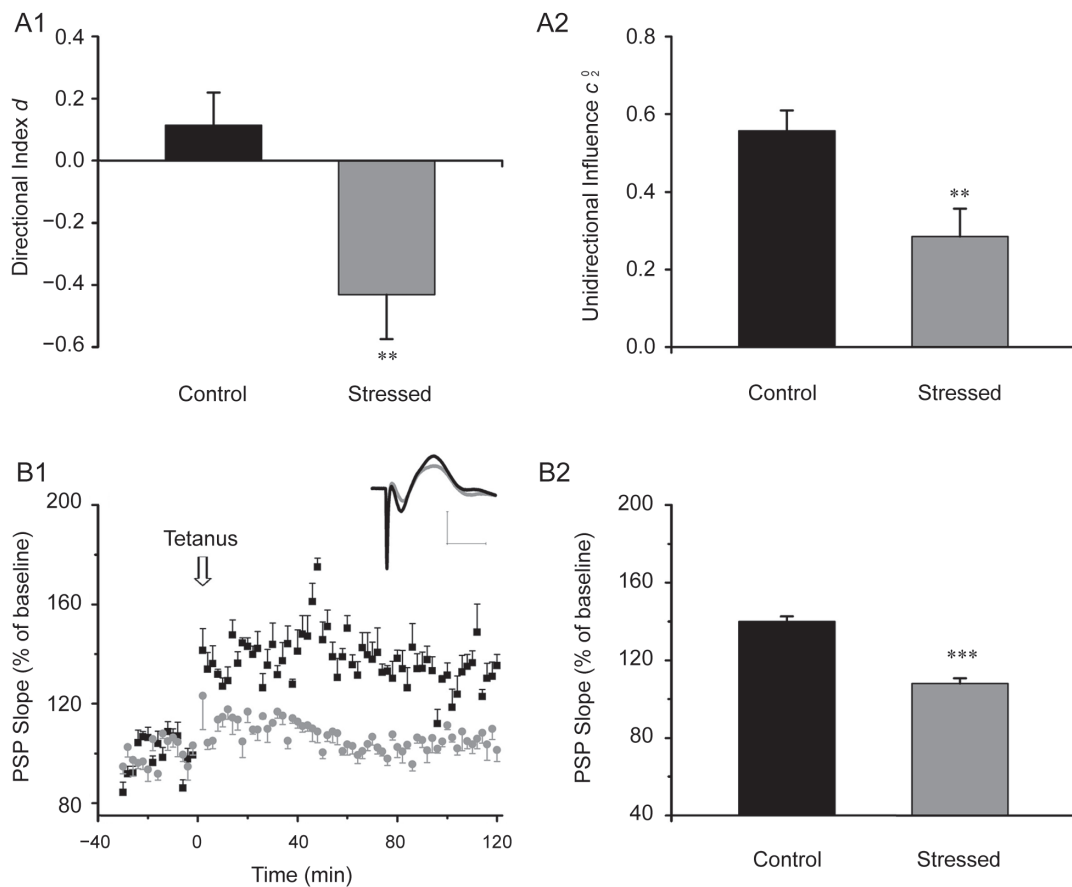 A1
0.4
0.2
0.0
−0.2
−0.4
−0.6
Directional Index d
**
Control
Stressed
A2
0.8
0.6
0.4
0.2
0.0
Unidirectional Influence c 0 2
**
Control
Stressed
B1
200
160
120
80
PSP Slope (% of baseline)
Tetanus
−40
0
40
80
120
Time (min)
B2
200
160
120
80
40
PSP Slope (% of baseline)
***
Control
Stressed